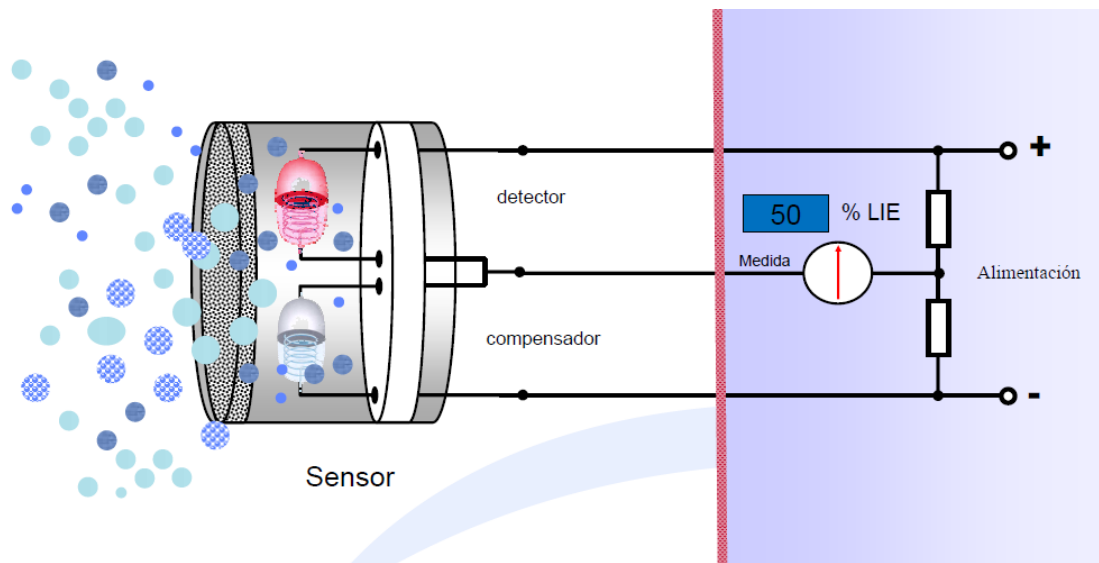 +
detector
50 % LIE
Medida
Alimentación
compensador
-
Sensor